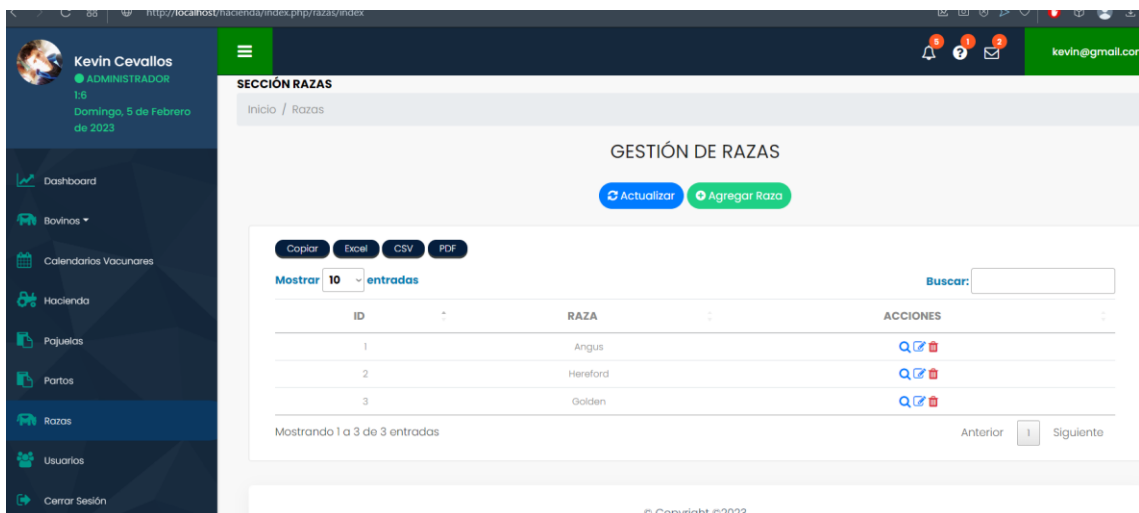 http://localhost/hacienda/index.php/razas/index
Kevin Cevallos
ADMINISTRADOR
1:6
Domingo, 5 de Febrero
de 2023
6
?
1
2
kevin@gmail.com
SECCIÓN RAZAS
Inicio / Razas
Dashboard
Bovinos
Calendarios Vacunares
Hacienda
Pajuelas
Partos
Razas
Usuarios
Cerrar Sesión
GESTIÓN DE RAZAS
Actualizar Agregar Raza
Copiar Excel CSV PDF
Mostrar 10 entradas Buscar:
ID RAZA ACCIONES
1 Angus
2 Hereford
3 Golden
Mostrando 1 a 3 de 3 entradas Anterior 1 Siguiente
© Copyright ©2023